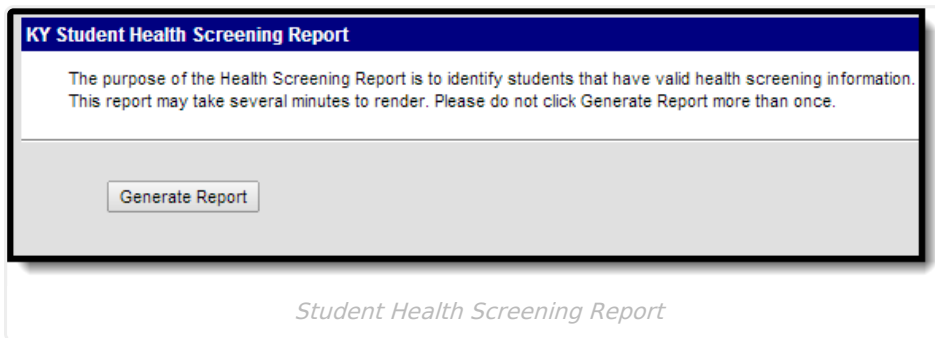 KY Student Health Screening Report
The purpose of the Health Screening Report is to identify students that have valid health screening information.
This report may take several minutes to render. Please do not click Generate Report more than once.
Generate Report
Student Health Screening Report